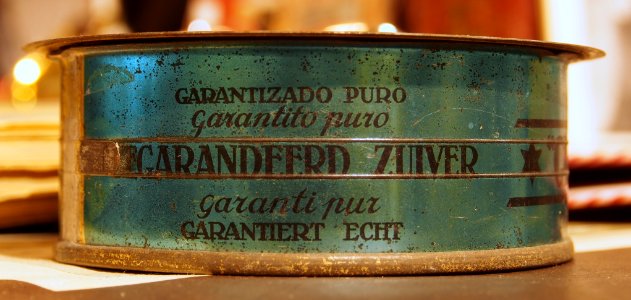 GARANTIZADO PURO
Garantito puro
GEGARANDEERD ZUIVER ★
garanti pur
GARANTIERT ECHT